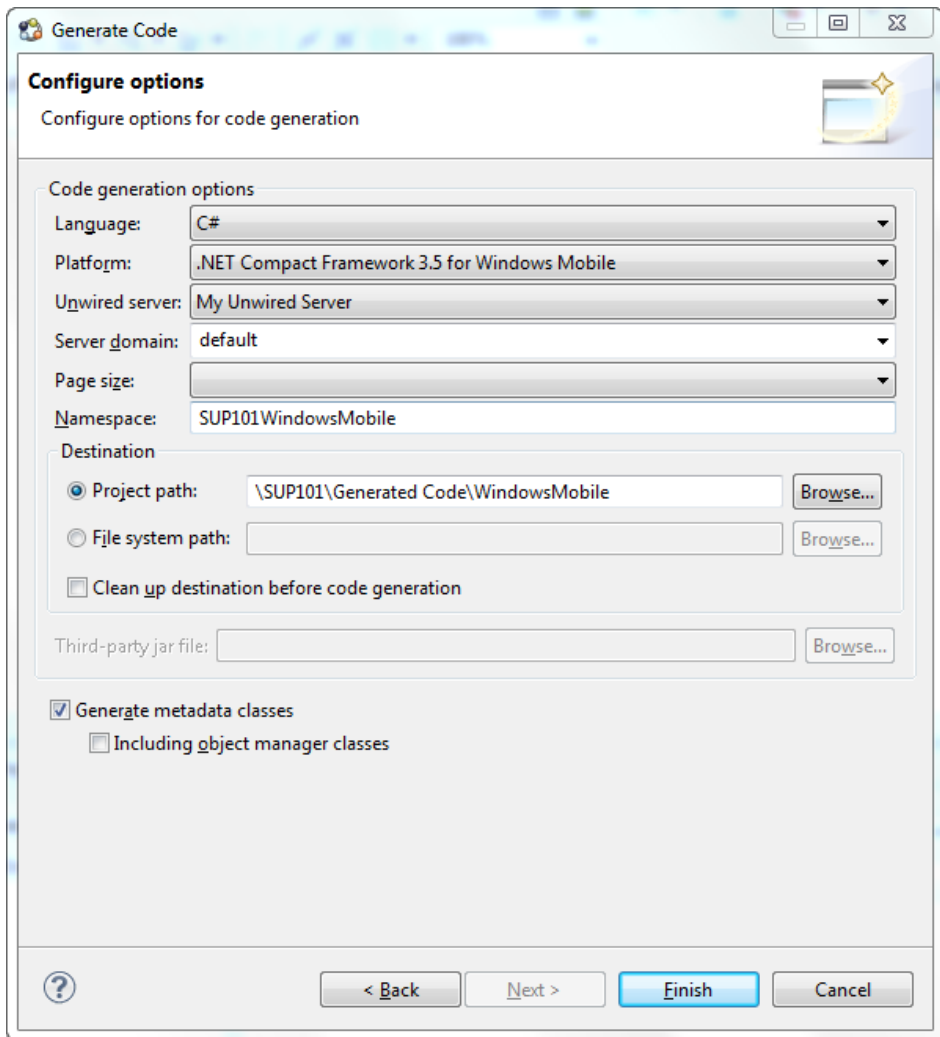 Generate Code
Configure options
Configure options for code generation
Code generation options
Language: C#
Platform: .NET Compact Framework 3.5 for Windows Mobile
Unwired server: My Unwired Server
Server domain: default
Page size:
Namespace: SUP101WindowsMobile
Destination
Project path: \SUP101\Generated Code\WindowsMobile Browse...
File system path: Browse...
Clean up destination before code generation
Third-party jar file: Browse...
Generate metadata classes
Including object manager classes
? < Back Next > Finish Cancel